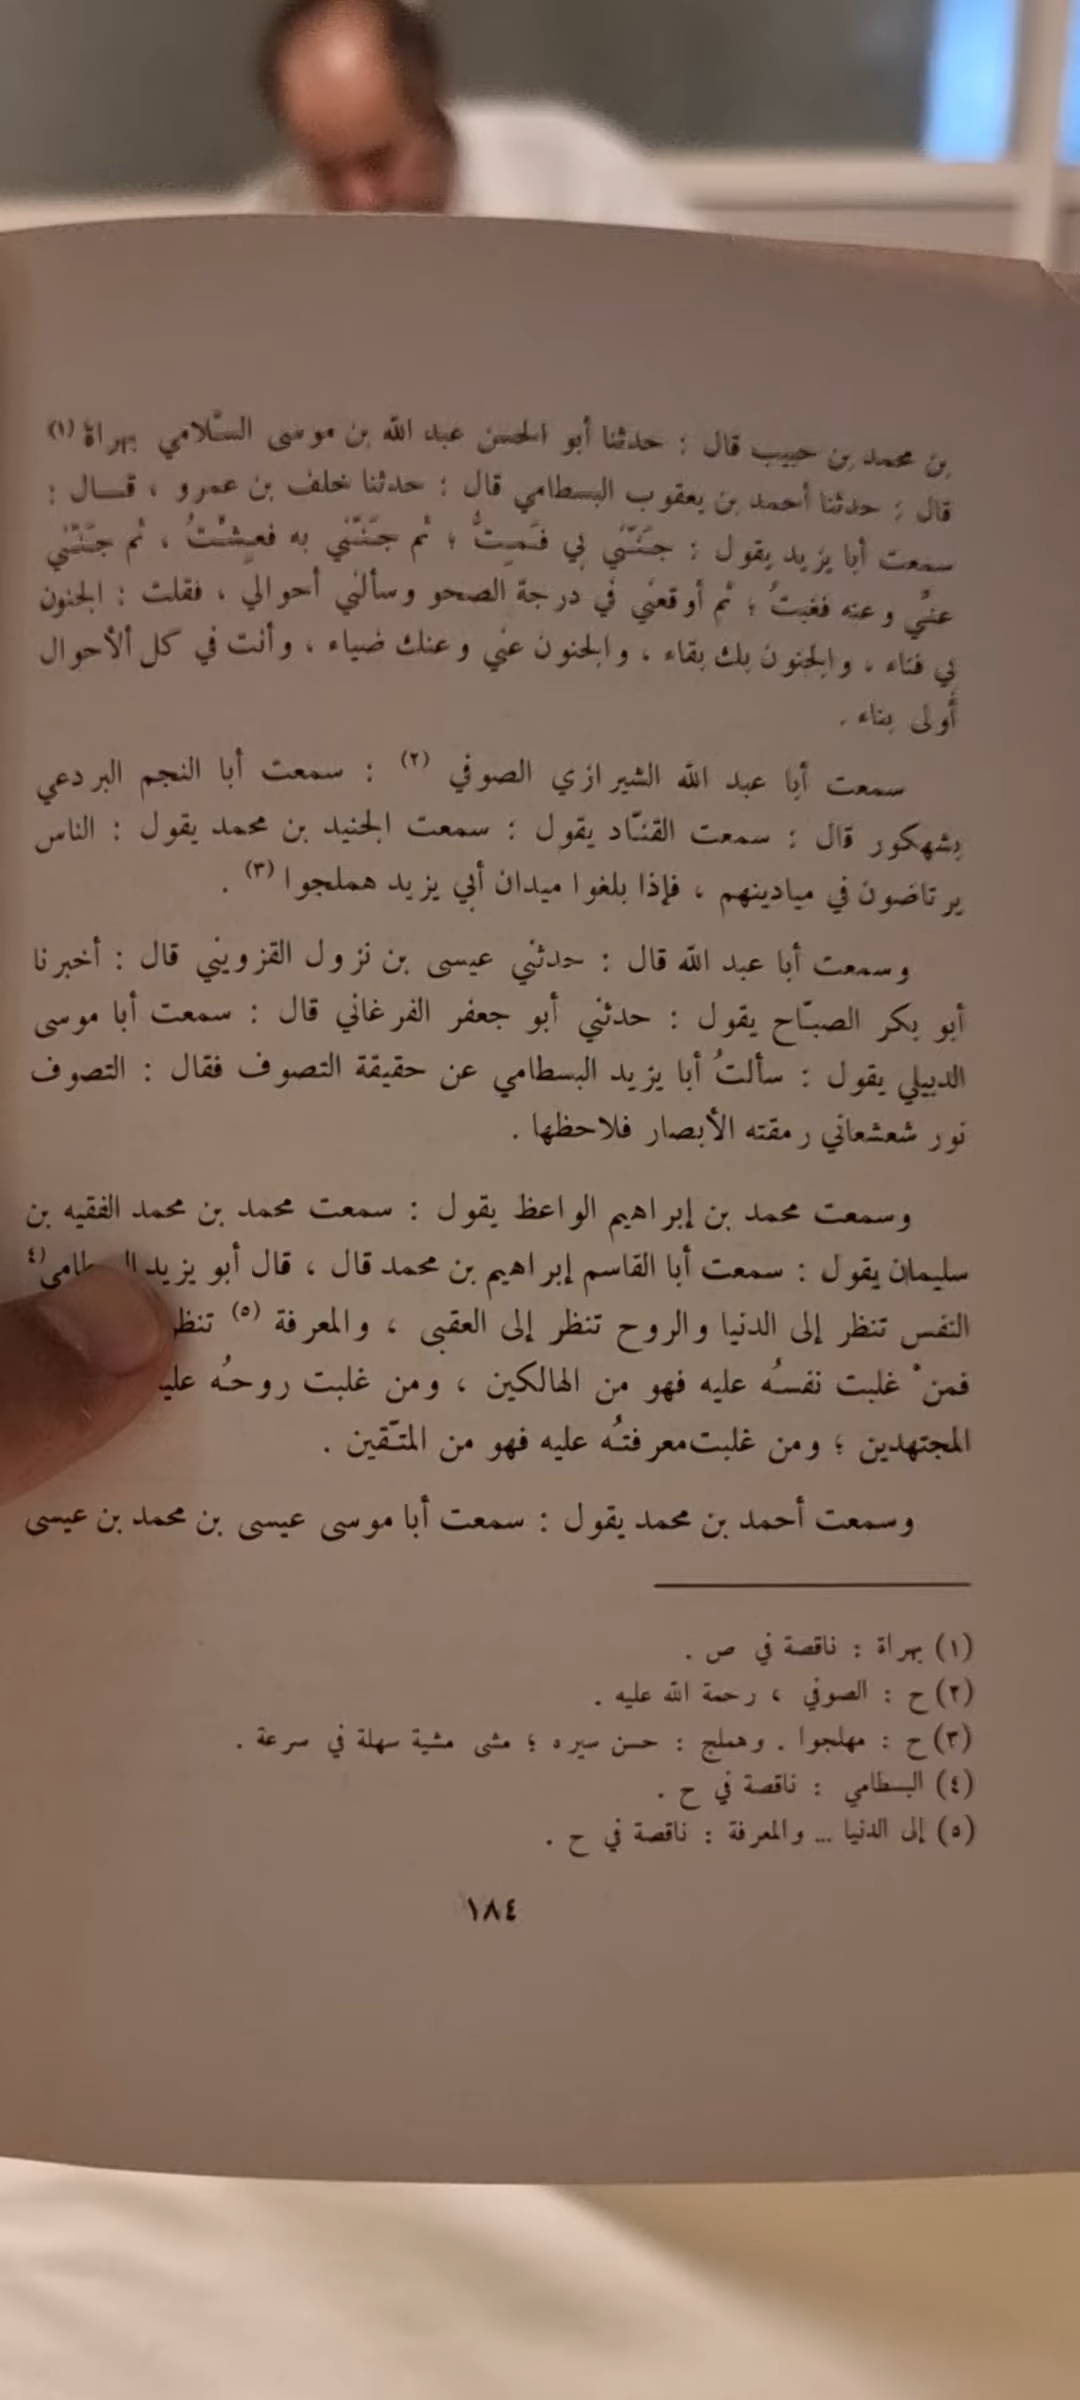 بن محمد بن حبيب قال : حدثنا أبو الحسن عبد الله بن موسى السّلامي بهراة (١)
قال : حدثنا أحمد بن يعقوب البسطامي قال : حدثنا خلف بن عمرو ، قـــال :
سمعت أبا يزيد يقول : جَنَّنَي بي فَمِتُّ ؛ ثم جَنَّنَي به فعِشْتُ ، ثم جَنَّنَي
عنّي وعنه فغبتُ ؛ ثم أوقعني في درجة الصحو وسألني أحوالي ، فقلت : الجنون
بي فناء ، والجنون بك بقاء ، والجنون عني وعنك ضياء ، وأنت في كل الأحوال
أولى بناء .
سمعت أبا عبد الله الشيرازي الصوفي (٢) : سمعت أبا النجم البردعي
بشهكور قال : سمعت القنّاد يقول : سمعت الجنيد بن محمد يقول : الناس
يرتاضون في ميادينهم ، فإذا بلغوا ميدان أبي يزيد هملجوا (٣) .
وسمعت أبا عبد الله قال : حدثني عيسى بن نزول القزويني قال : أخبرنا
أبو بكر الصبّاح يقول : حدثني أبو جعفر الفرغاني قال : سمعت أبا موسى
الدبيلي يقول : سألتُ أبا يزيد البسطامي عن حقيقة التصوف فقال : التصوف
نور شعشعاني رمقته الأبصار فلاحظها .
وسمعت محمد بن إبراهيم الواعظ يقول : سمعت محمد بن محمد الفقيه بن
سليمان يقول : سمعت أبا القاسم إبراهيم بن محمد قال ، قال أبو يزيد البسطامي (٤
النفس تنظر إلى الدنيا والروح تنظر إلى العقبى ، والمعرفة (٥) تنظر
فمنْ غلبت نفسُه عليه فهو من الهالكين ، ومن غلبت روحُه عليه
المجتهدين ؛ ومن غلبت معرفتُه عليه فهو من المتّقين .
وسمعت أحمد بن محمد يقول : سمعت أبا موسى عيسى بن محمد بن عيسى
(١) بهراة : ناقصة في ص .
(٢) ح : الصوفي ، رحمة الله عليه .
(٣) ح : مهلجوا . وهملج : حسن سيره ؛ مشى مشية سهلة في سرعة .
(٤) البسطامي : ناقصة في ح .
(٥) إلى الدنيا ... والمعرفة : ناقصة في ح .
١٨٤